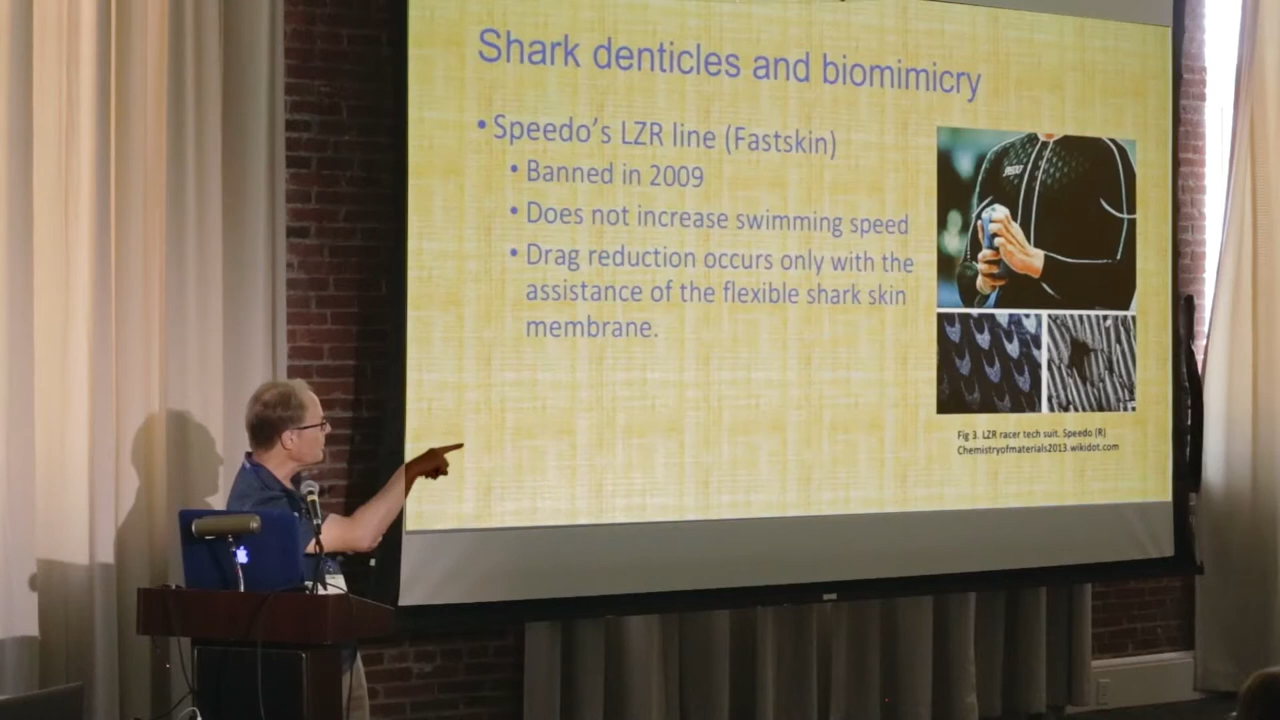 Shark denticles and biomimicry
• Speedo’s LZR line (Fastskin)
• Banned in 2009
• Does not increase swimming speed
• Drag reduction occurs only with the
assistance of the flexible shark skin
membrane.
SPEEDO
Fig 3. LZR racer tech suit. Speedo (R)
Chemistryofmaterials2013.wikidot.com